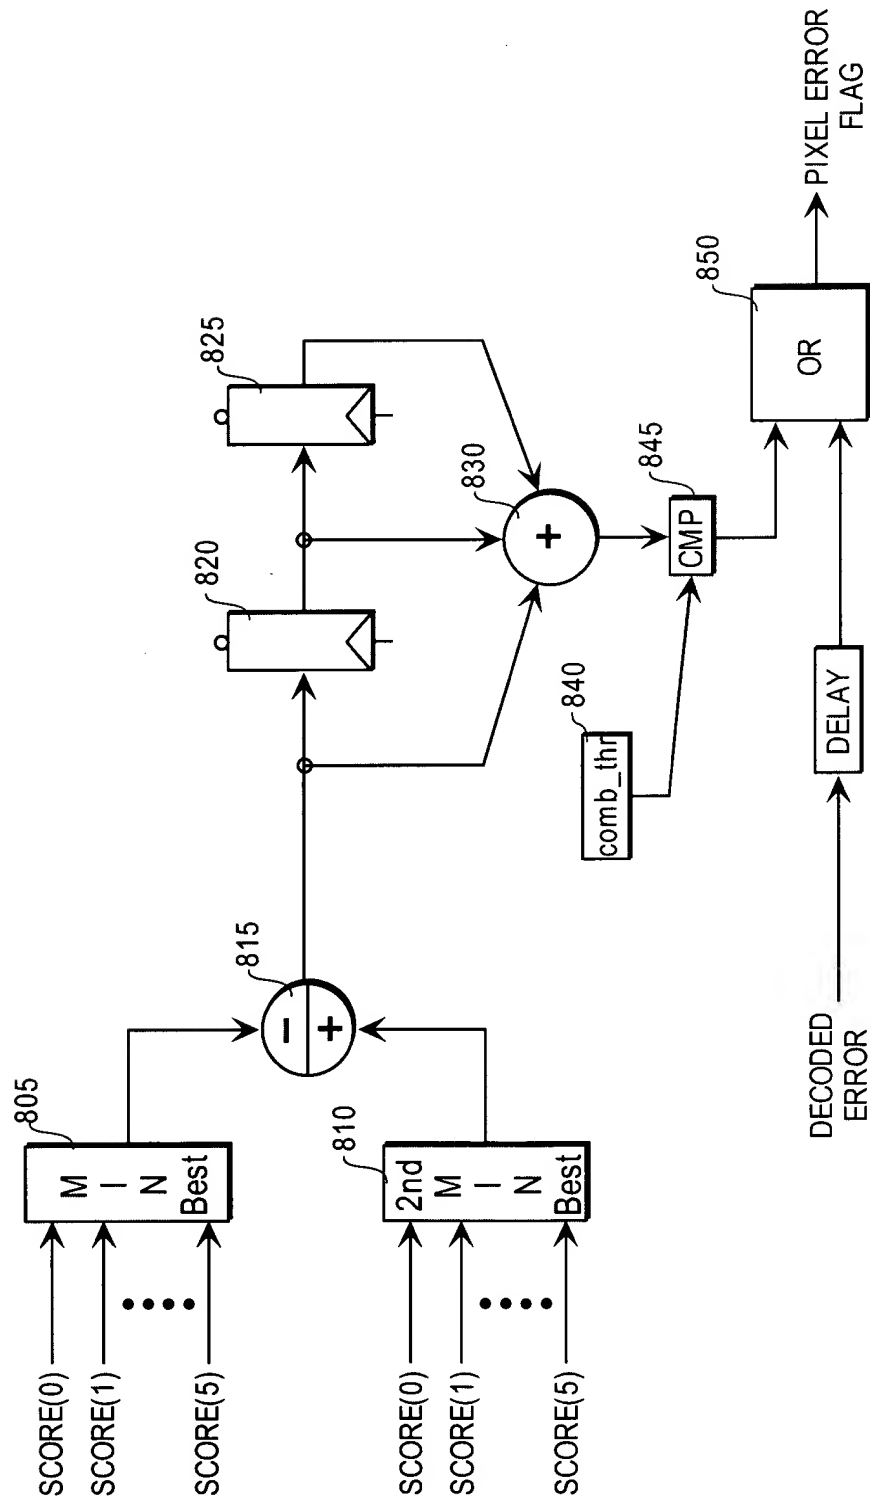 SCORE(0)
SCORE(1)
SCORE(5)
M
I
N
Best
805
SCORE(0)
SCORE(1)
SCORE(5)
2nd
M
I
N
Best
810
−
+
815
820
825
+
830
comb_thr
840
CMP
845
DECODED
ERROR
DELAY
OR
850
PIXEL ERROR
FLAG